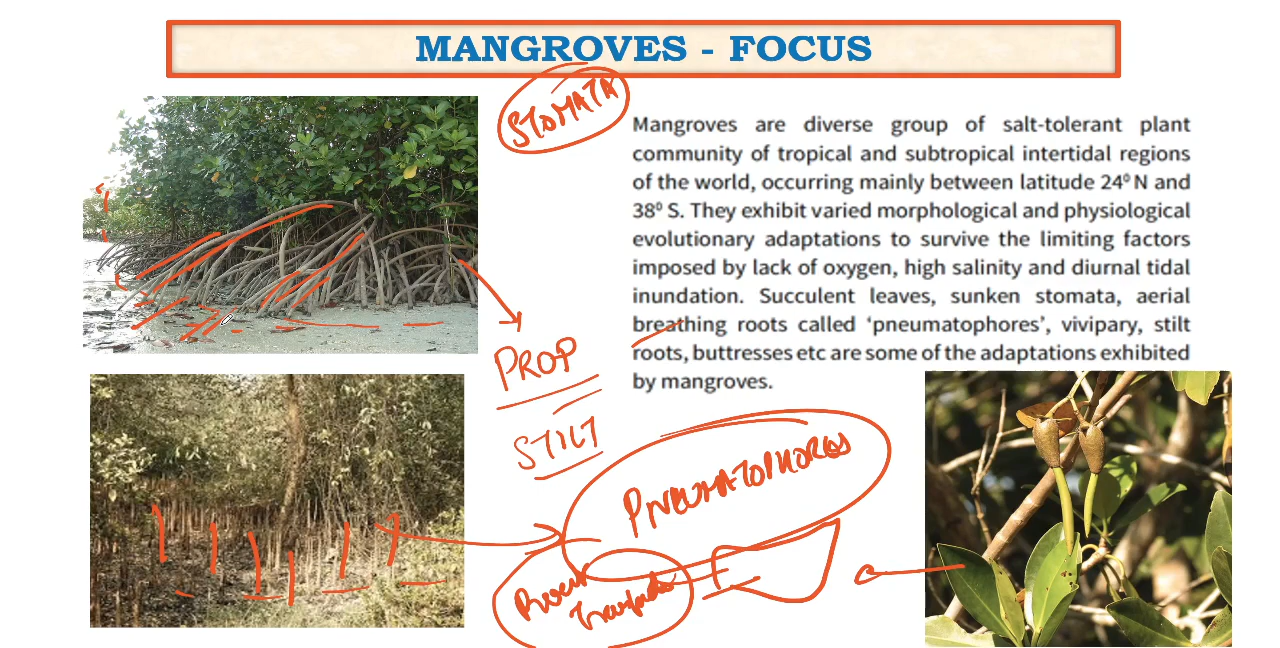 MANGROVES - FOCUS
STOMATA
Mangroves are diverse group of salt-tolerant plant
community of tropical and subtropical intertidal regions
of the world, occurring mainly between latitude 24⁰ N and
38⁰ S. They exhibit varied morphological and physiological
evolutionary adaptations to survive the limiting factors
imposed by lack of oxygen, high salinity and diurnal tidal
inundation. Succulent leaves, sunken stomata, aerial
breathing roots called ‘pneumatophores’, vivipary, stilt
roots, buttresses etc are some of the adaptations exhibited
by mangroves.
PROP
STILT
PNEUMATOPHORES